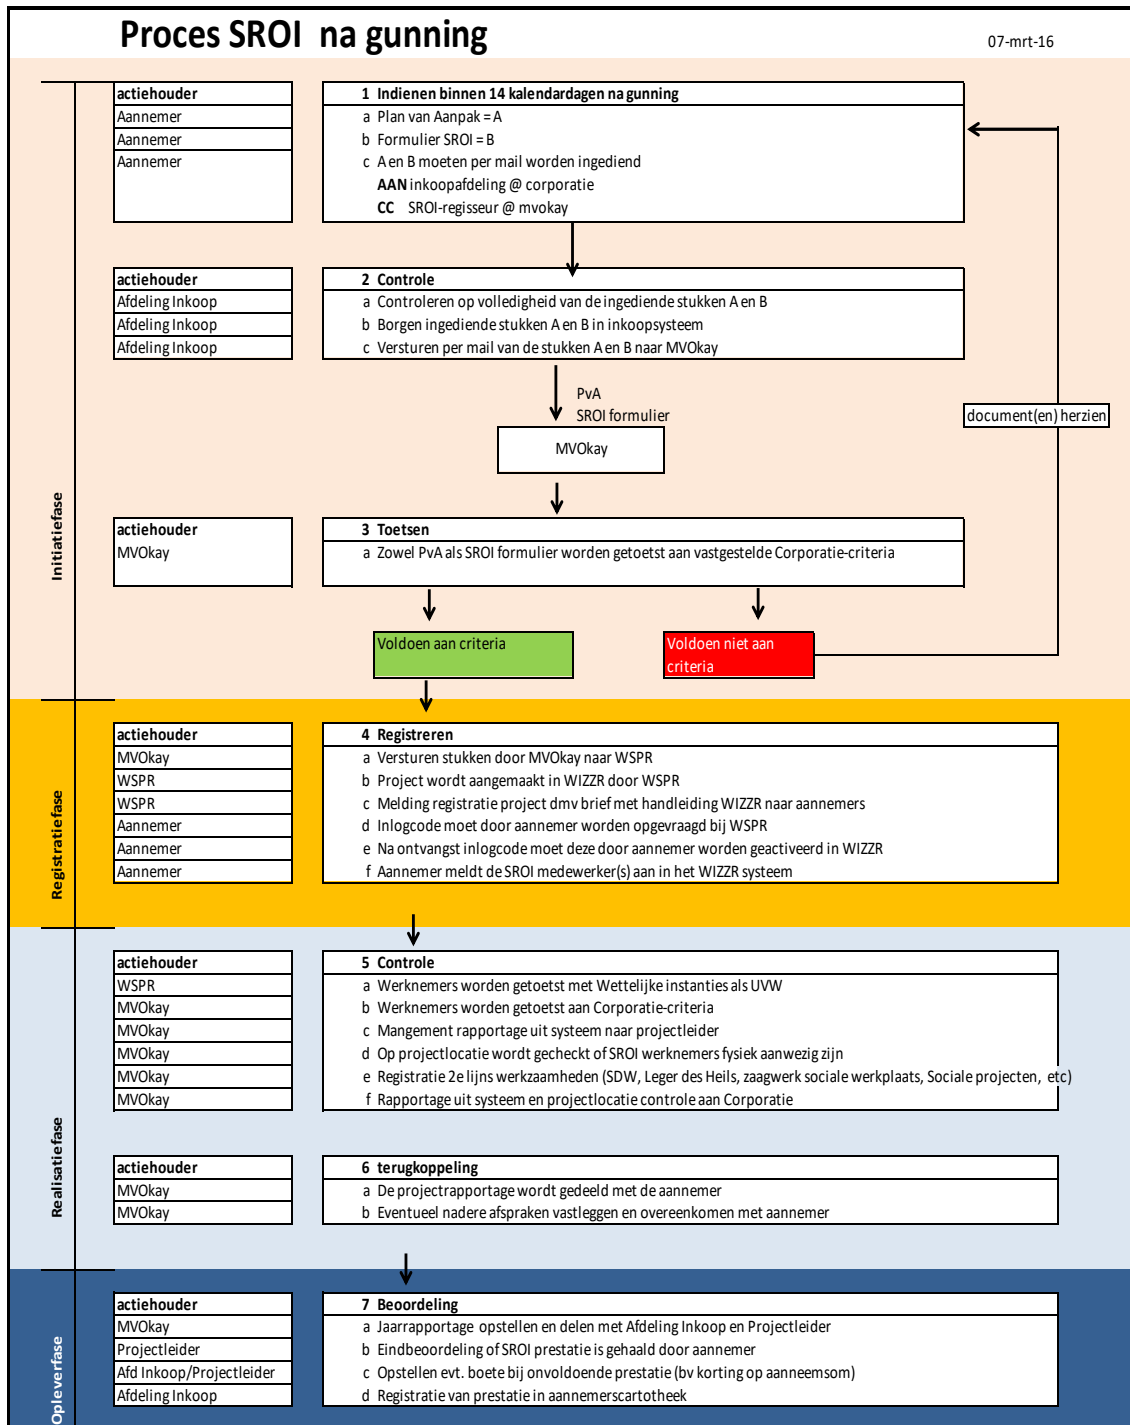 Proces SROI na gunning
07-mrt-16
Initiatiefase
actiehouder
1 Indienen binnen 14 kalendardagen na gunning
Aannemer
a Plan van Aanpak = A
Aannemer
b Formulier SROI = B
Aannemer
c A en B moeten per mail worden ingediend
AAN inkoopafdeling @ corporatie
CC SROI-regisseur @ mvokay
actiehouder
2 Controle
Afdeling Inkoop
a Controleren op volledigheid van de ingediende stukken A en B
Afdeling Inkoop
b Borgen ingediende stukken A en B in inkoopsysteem
Afdeling Inkoop
c Versturen per mail van de stukken A en B naar MVOkay
PvA
SROI formulier
document(en) herzien
MVOkay
actiehouder
3 Toetsen
MVOkay
a Zowel PvA als SROI formulier worden getoetst aan vastgestelde Corporatie-criteria
Voldoen aan criteria
Voldoen niet aan
criteria
Registratiefase
actiehouder
4 Registreren
MVOkay
a Versturen stukken door MVOkay naar WSPR
WSPR
b Project wordt aangemaakt in WIZZR door WSPR
WSPR
c Melding registratie project dmv brief met handleiding WIZZR naar aannemers
Aannemer
d Inlogcode moet door aannemer worden opgevraagd bij WSPR
Aannemer
e Na ontvangst inlogcode moet deze door aannemer worden geactiveerd in WIZZR
Aannemer
f Aannemer meldt de SROI medewerker(s) aan in het WIZZR systeem
Realisatiefase
actiehouder
5 Controle
WSPR
a Werknemers worden getoetst met Wettelijke instanties als UVW
MVOkay
b Werknemers worden getoetst aan Corporatie-criteria
MVOkay
c Mangement rapportage uit systeem naar projectleider
MVOkay
d Op projectlocatie wordt gecheckt of SROI werknemers fysiek aanwezig zijn
MVOkay
e Registratie 2e lijns werkzaamheden (SDW, Leger des Heils, zaagwerk sociale werkplaats, Sociale projecten, etc)
MVOkay
f Rapportage uit systeem en projectlocatie controle aan Corporatie
actiehouder
6 terugkoppeling
MVOkay
a De projectrapportage wordt gedeeld met de aannemer
MVOkay
b Eventueel nadere afspraken vastleggen en overeenkomen met aannemer
Opleverfase
actiehouder
7 Beoordeling
MVOkay
a Jaarrapportage opstellen en delen met Afdeling Inkoop en Projectleider
Projectleider
b Eindbeoordeling of SROI prestatie is gehaald door aannemer
Afd Inkoop/Projectleider
c Opstellen evt. boete bij onvoldoende prestatie (bv korting op aanneemsom)
Afdeling Inkoop
d Registratie van prestatie in aannemerscartotheek